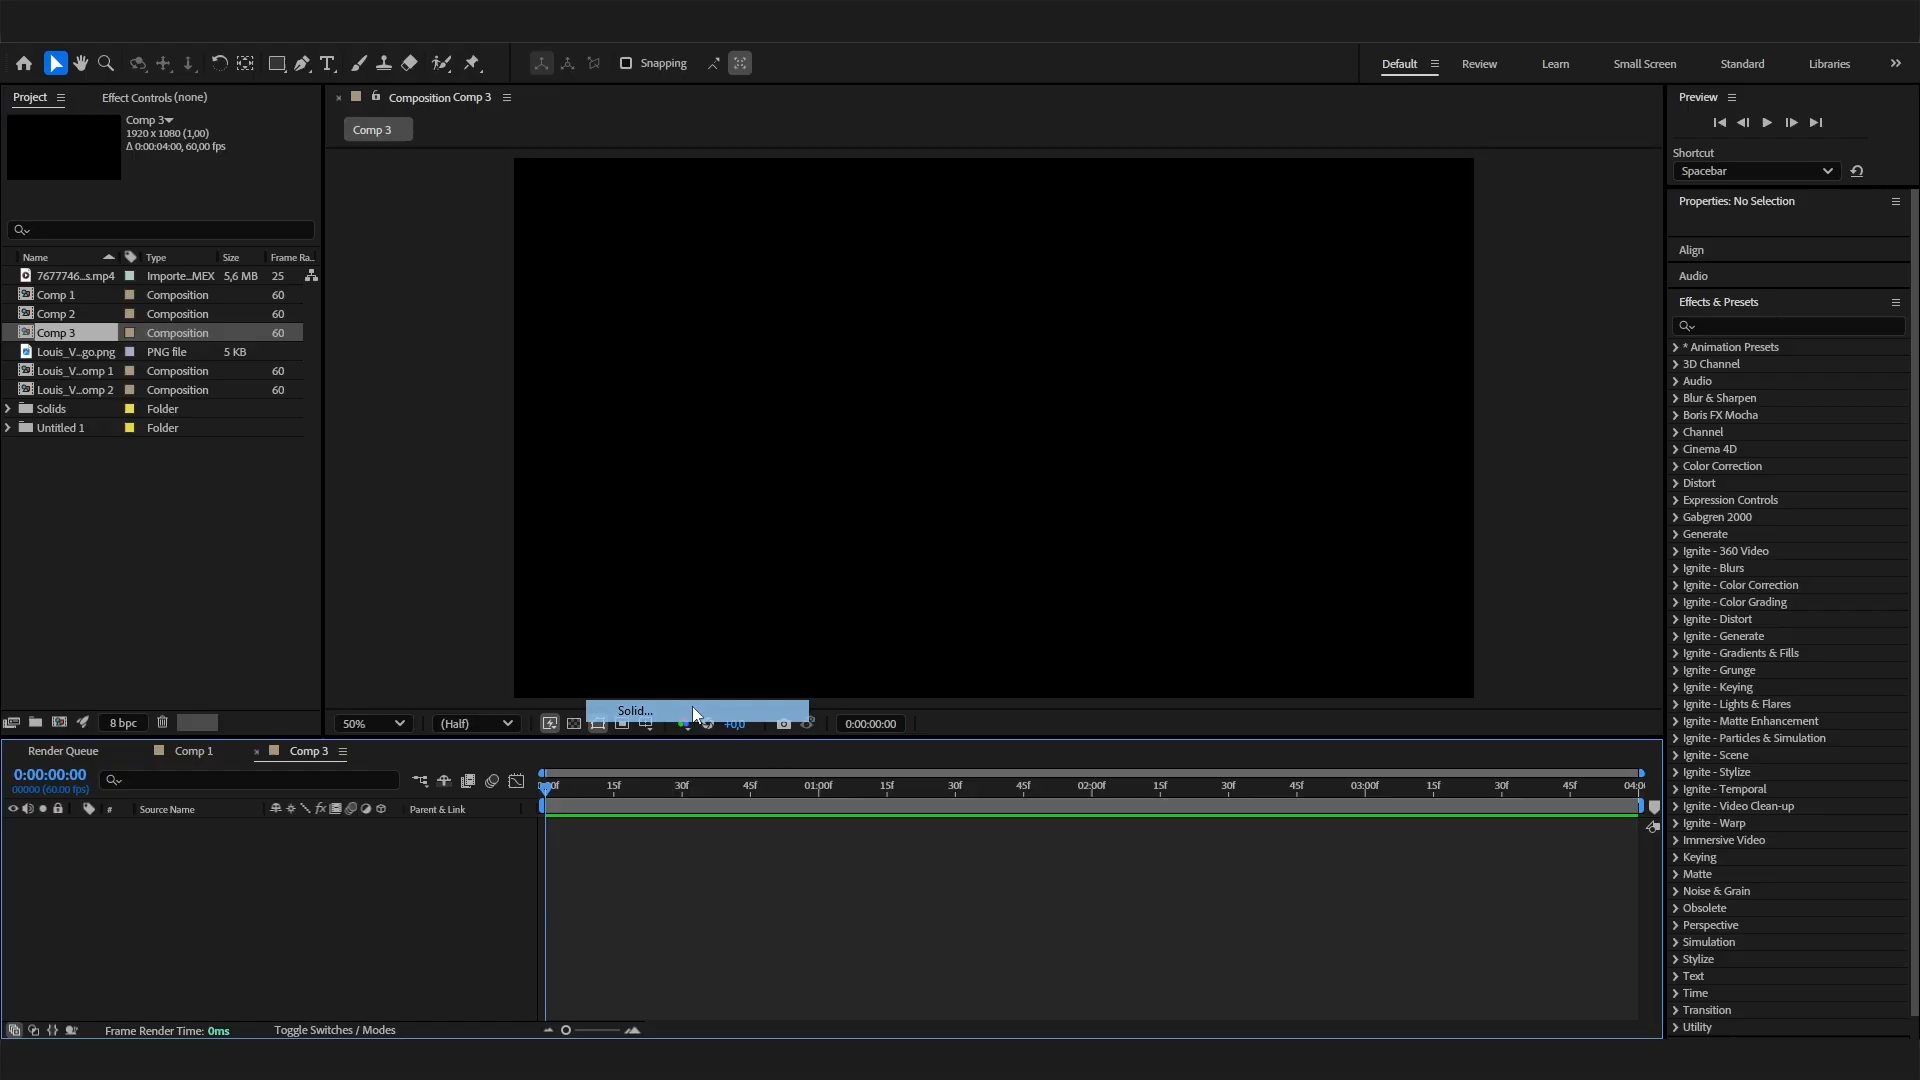 Snapping
Default
Review
Learn
Small Screen
Standard
Libraries
Project
Effect Controls (none)
Comp 3
1920 x 1080 (1,00)
Δ 0:00:04:00, 60,00 fps
Name
Type
Size
Frame Ra..
7677746...s.mp4
Importe...MEX
5,6 MB
25
Comp 1
Composition
60
Comp 2
Composition
60
Comp 3
Composition
60
Louis_V...go.png
PNG file
5 KB
Louis_V...omp 1
Composition
60
Louis_V...omp 2
Composition
60
Solids
Folder
Untitled 1
Folder
8 bpc
Composition Comp 3
Comp 3
50%
(Half)
Solid...
+0,0
0:00:00:00
Preview
Shortcut
Spacebar
Properties: No Selection
Align
Audio
Effects & Presets
* Animation Presets
3D Channel
Audio
Blur & Sharpen
Boris FX Mocha
Channel
Cinema 4D
Color Correction
Distort
Expression Controls
Gabgren 2000
Generate
Ignite - 360 Video
Ignite - Blurs
Ignite - Color Correction
Ignite - Color Grading
Ignite - Distort
Ignite - Generate
Ignite - Gradients & Fills
Ignite - Grunge
Ignite - Keying
Ignite - Lights & Flares
Ignite - Matte Enhancement
Ignite - Particles & Simulation
Ignite - Scene
Ignite - Stylize
Ignite - Temporal
Ignite - Video Clean-up
Ignite - Warp
Immersive Video
Keying
Matte
Noise & Grain
Obsolete
Perspective
Simulation
Stylize
Text
Time
Transition
Utility
Render Queue
Comp 1
Comp 3
0:00:00:00
00000 (60.00 fps)
# Source Name
fx
Parent & Link
15f 30f 45f 01:00f 15f 30f 45f 02:00f 15f 30f 45f 03:00f 15f 30f 45f
Frame Render Time: 0ms
Toggle Switches / Modes